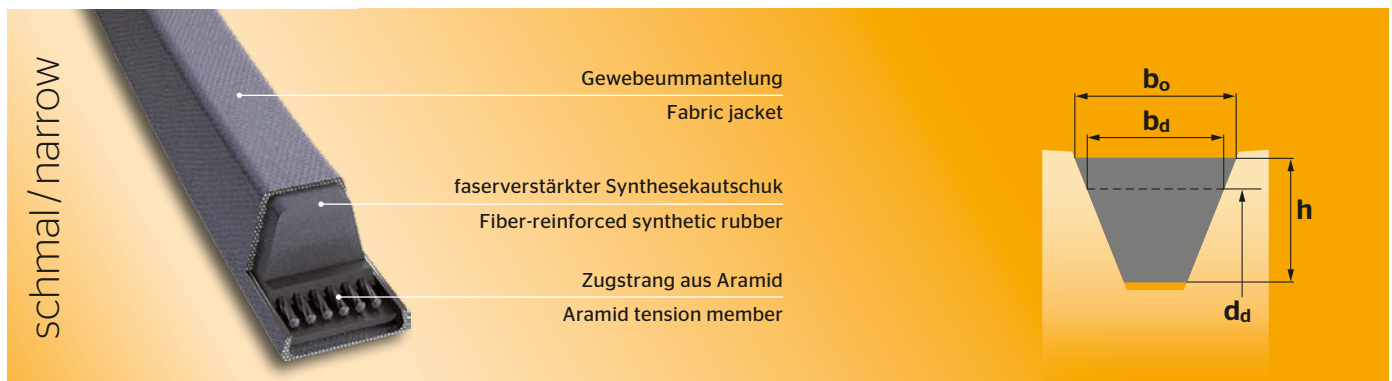 schmal / narrow
Gewebeummantelung
Fabric jacket
faserverstärkter Synthesekautschuk
Fiber-reinforced synthetic rubber
Zugstrang aus Aramid
Aramid tension member
bo
bd
h
dd